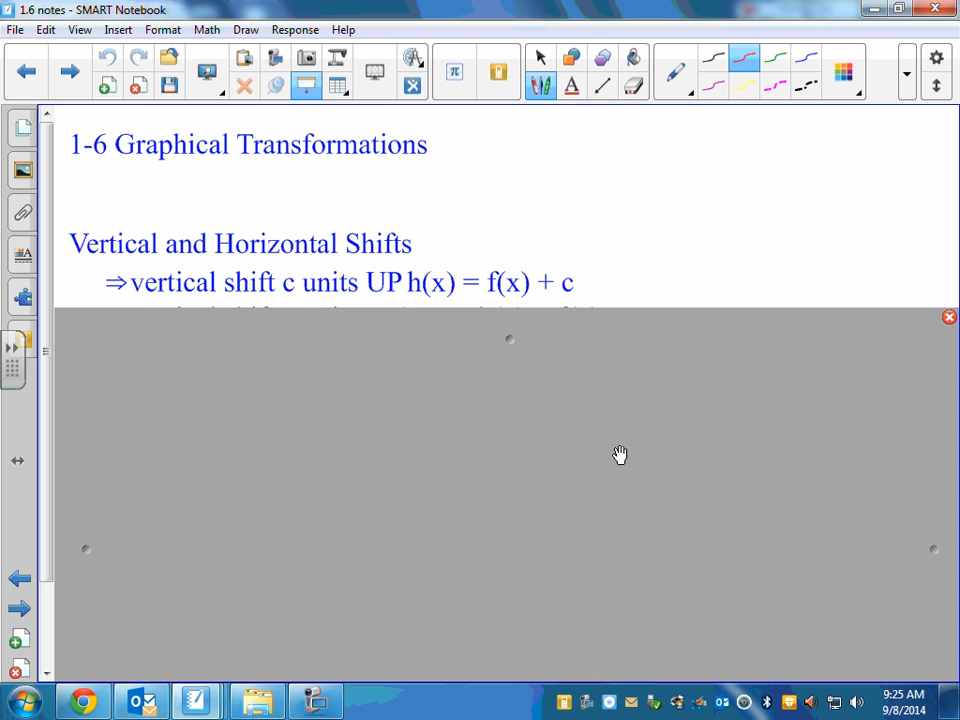 1.6 notes - SMART Notebook
File Edit View Insert Format Math Draw Response Help
1-6 Graphical Transformations
Vertical and Horizontal Shifts
⇒vertical shift c units UP h(x) = f(x) + c
9:25 AM
9/8/2014